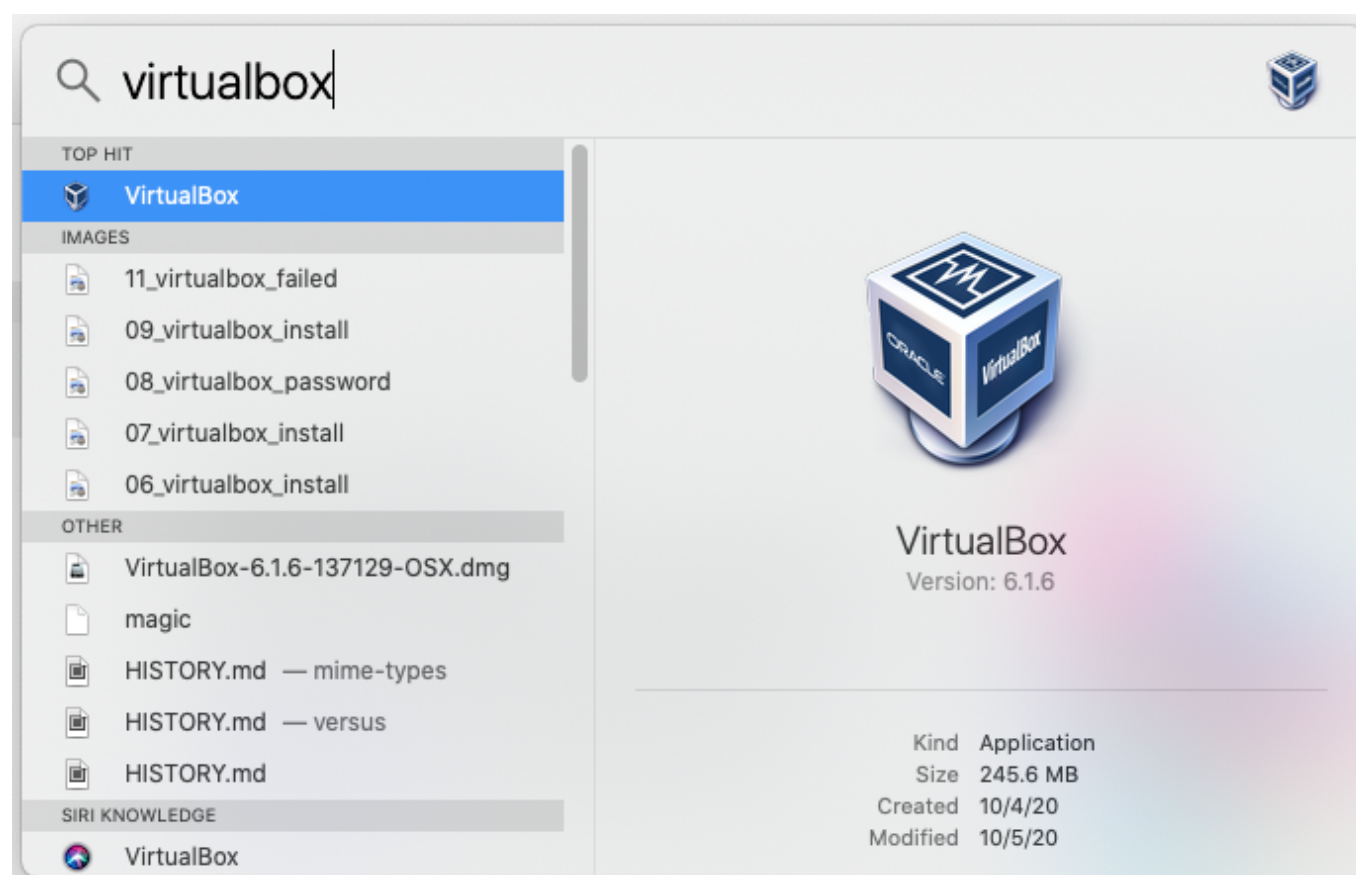 virtualbox
TOP HIT
VirtualBox
IMAGES
11_virtualbox_failed
09_virtualbox_install
08_virtualbox_password
07_virtualbox_install
06_virtualbox_install
OTHER
VirtualBox-6.1.6-137129-OSX.dmg
magic
HISTORY.md — mime-types
HISTORY.md — versus
HISTORY.md
SIRI KNOWLEDGE
VirtualBox
ORACLE
VirtualBox
VirtualBox
Version: 6.1.6
Kind Application
Size 245.6 MB
Created 10/4/20
Modified 10/5/20